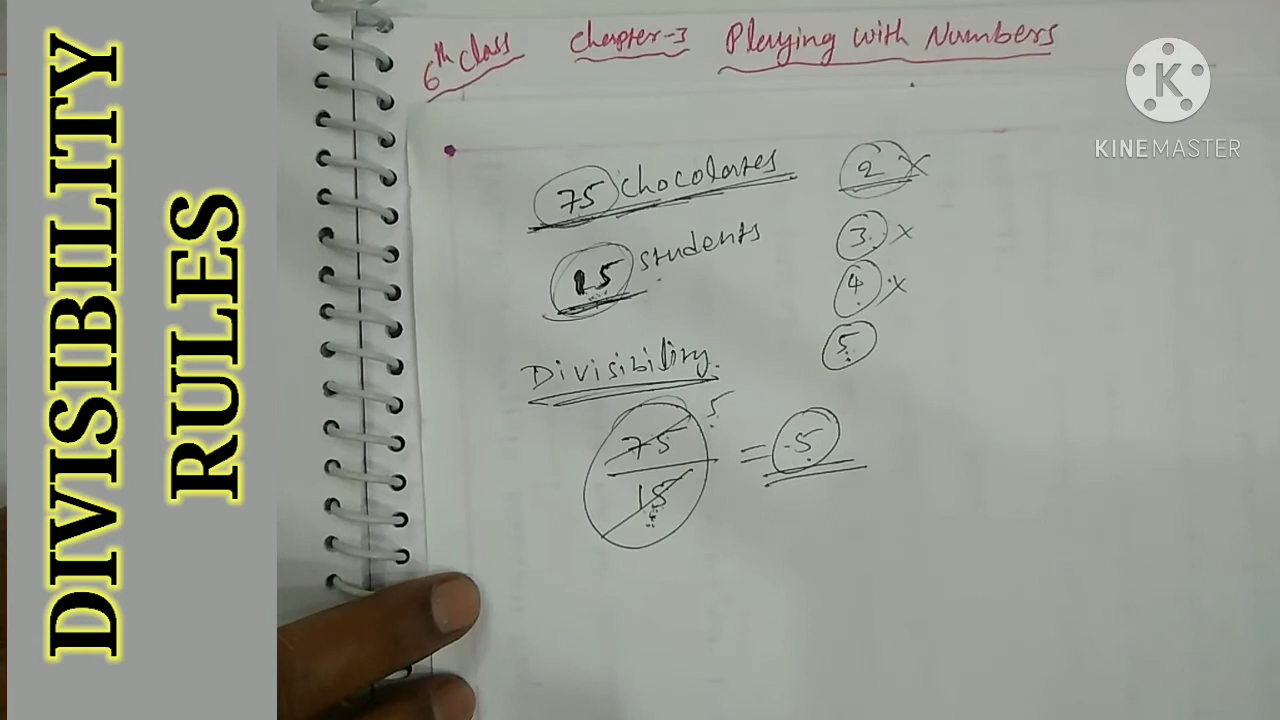 DIVISIBILITY
RULES
6th Class Chapter-3 Playing with Numbers
K
KINEMASTER
75 chocolates
15 students
2 x
3 x
4 x
5
Divisibility
75 5
15
= 5